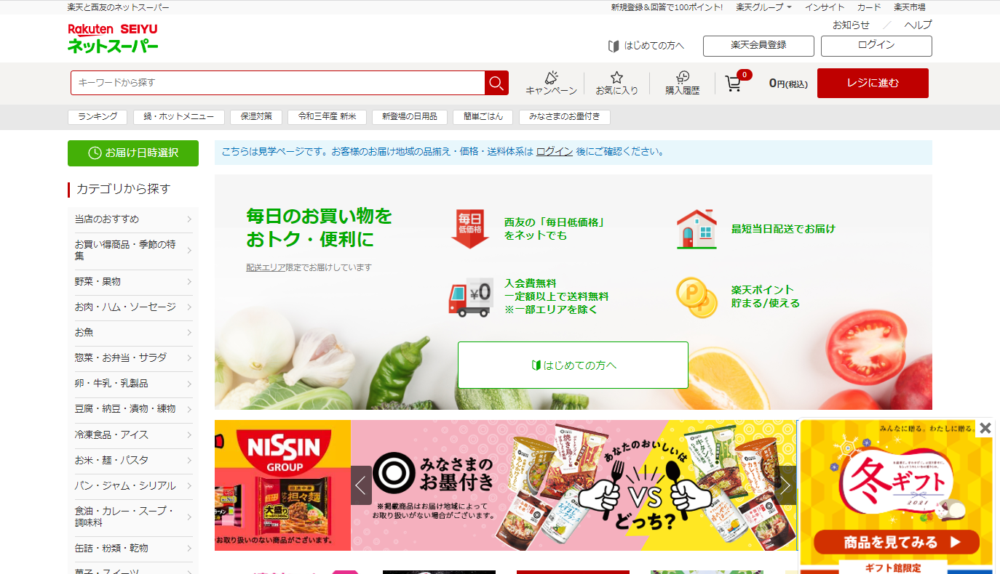 楽天と西友のネットスーパー
新規登録&回答で100ポイント!
楽天グループ
インサイト
カード
楽天市場
Rakuten SEIYU
ネットスーパー
お知らせ
ヘルプ
はじめての方へ
楽天会員登録
ログイン
キーワードから探す
キャンペーン
お気に入り
購入履歴
0
0円(税込)
レジに進む
ランキング
鍋・ホットメニュー
保湿対策
令和三年産 新米
新登場の日用品
簡単ごはん
みなさまのお墨付き
お届け日時選択
こちらは見学ページです。お客様のお届け地域の品揃え・価格・送料体系は ログイン 後にご確認ください。
カテゴリから探す
当店のおすすめ
お買い得商品・季節の特
集
野菜・果物
お肉・ハム・ソーセージ
お魚
惣菜・お弁当・サラダ
卵・牛乳・乳製品
豆腐・納豆・漬物・練物
冷凍食品・アイス
お米・麺・パスタ
パン・ジャム・シリアル
食油・カレー・スープ・
調味料
缶詰・粉類・乾物
菓子・スイーツ
毎日のお買い物を
おトク・便利に
配送エリア限定でお届けしています
毎日
低価格
西友の「毎日低価格」
をネットでも
最短当日配送でお届け
¥0
入会費無料
一定額以上で送料無料
※一部エリアを除く
楽天ポイント
貯まる/使える
はじめての方へ
NISSIN
GROUP
担々麺
大盛り
お取り扱いのない商品がございます。
みなさまの
お墨付き
※掲載商品はお届け地域によって
お取り扱いがない場合がございます。
焼き鳥
あなたのおいしいは
VS
どっち?
牛タン
みんなに贈る。わたしに贈る。
冬ギフト
2021
商品を見てみる
ギフト館限定